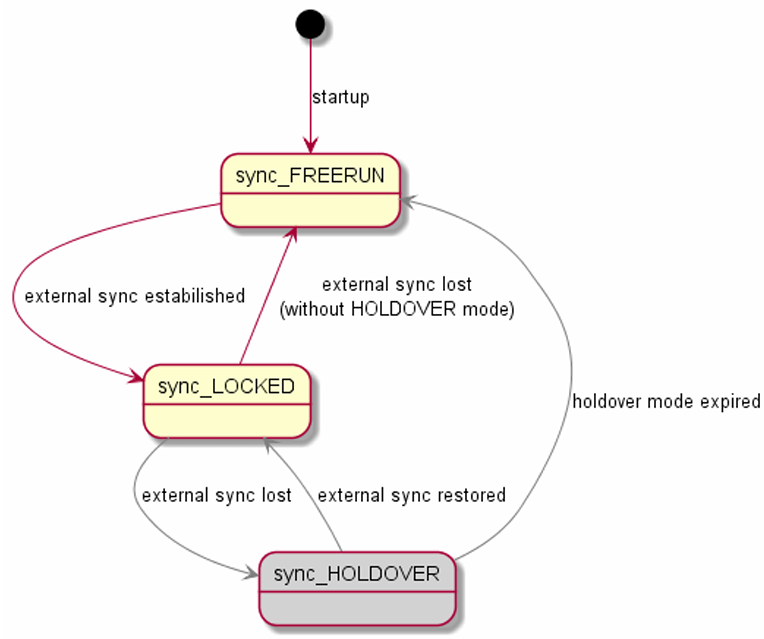 startup
sync_FREERUN
external sync lost
(without HOLDOVER mode)
external sync estabilished
sync_LOCKED
holdover mode expired
external sync lost
external sync restored
sync_HOLDOVER